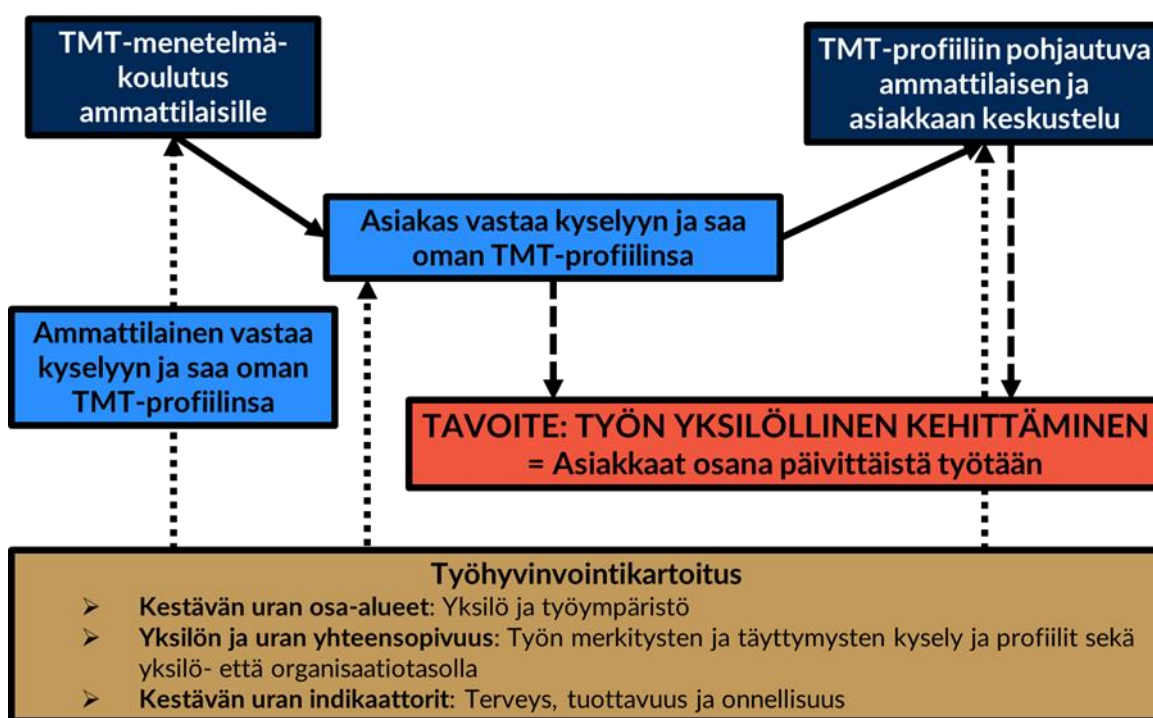 TMT-menetelmä-
koulutus
ammattilaisille
TMT-profiiliin pohjautuva
ammattilaisen ja
asiakkaan keskustelu
Asiakas vastaa kyselyyn ja saa
oman TMT-profiilinsa
Ammattilainen vastaa
kyselyyn ja saa oman
TMT-profiilinsa
TAVOITE: TYÖN YKSILÖLLINEN KEHITTÄMINEN
= Asiakkaat osana päivittäistä työtään
Työhyvinvointikartoitus
➢ Kestävän uran osa-alueet: Yksilö ja työympäristö
➢ Yksilön ja uran yhteensopivuus: Työn merkitysten ja täyttymysten kysely ja profiilit sekä
yksilö- että organisaatiotasolla
➢ Kestävän uran indikaattorit: Terveys, tuottavuus ja onnellisuus